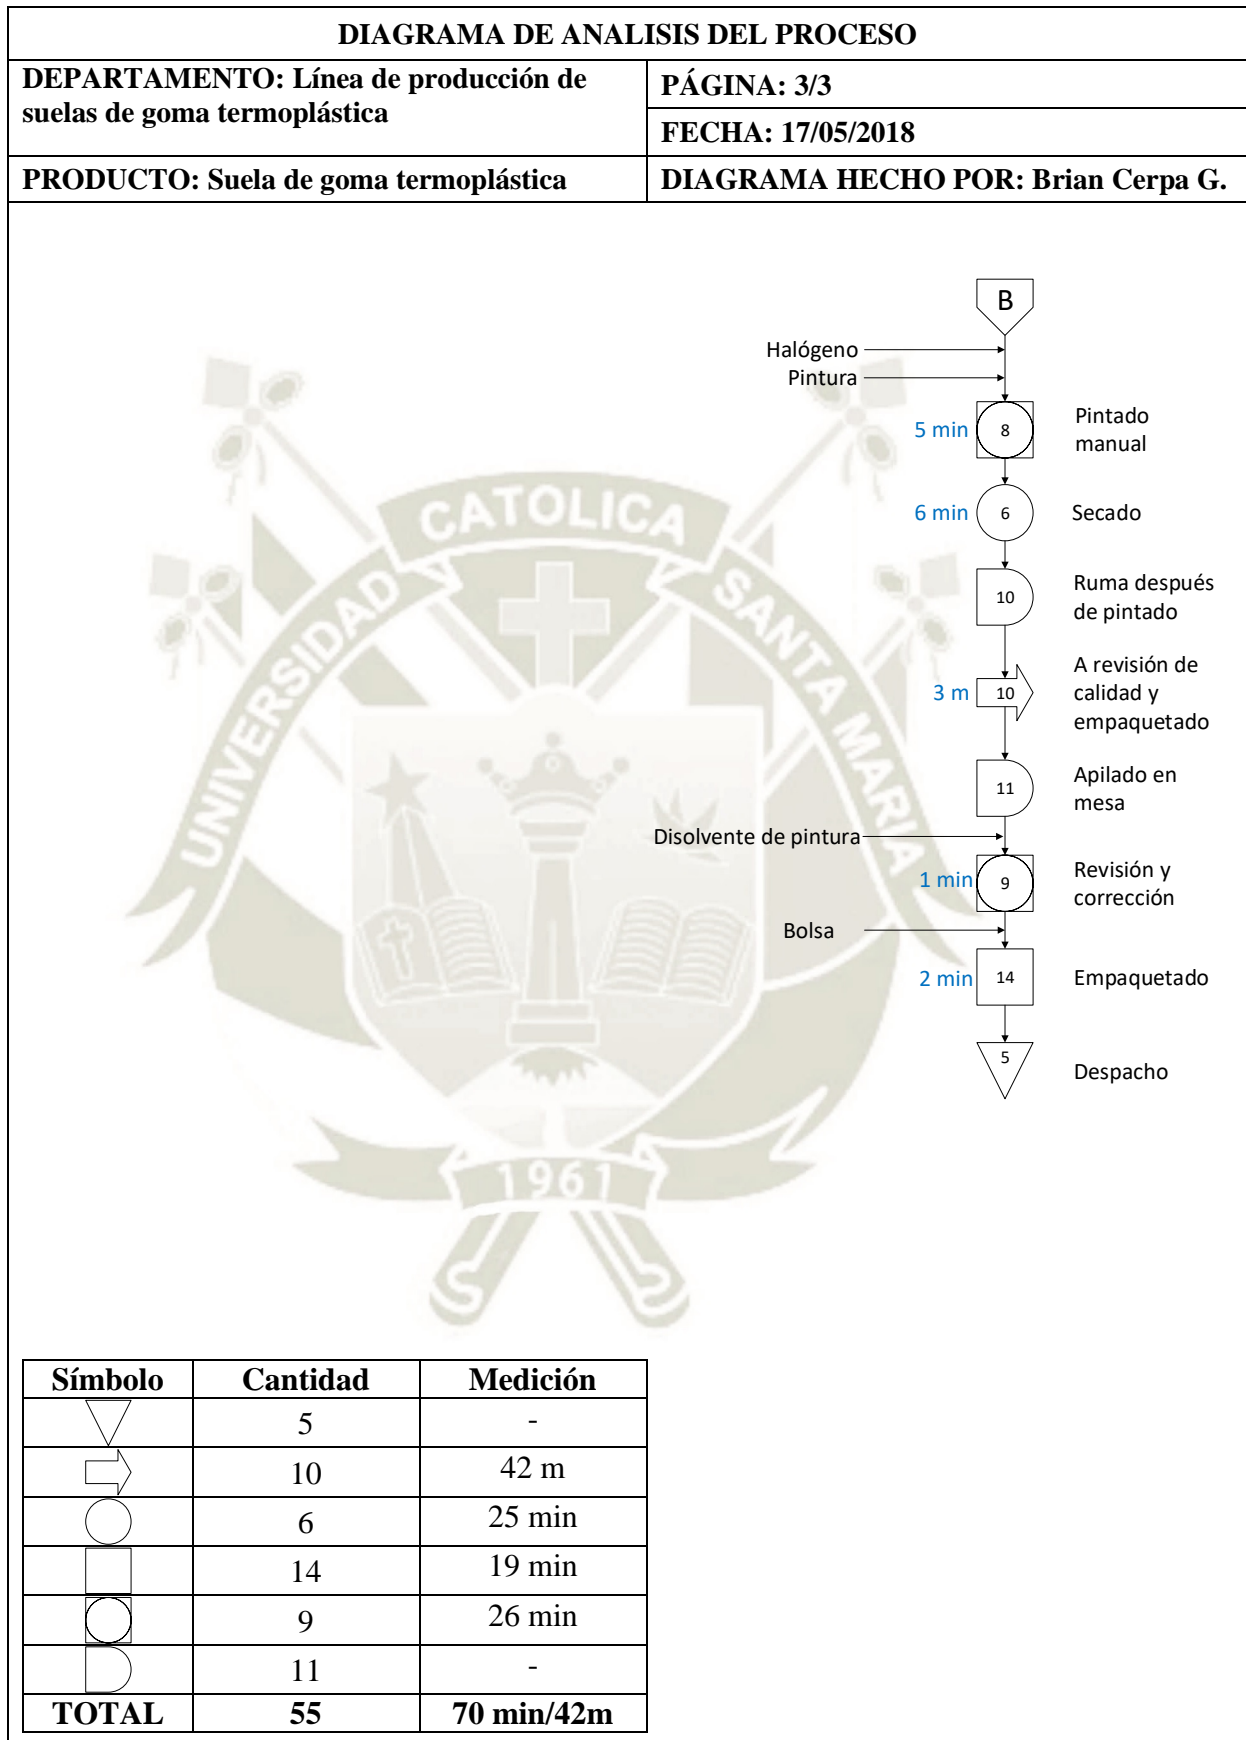 DIAGRAMA DE ANALISIS DEL PROCESO
DEPARTAMENTO: Línea de producción de
suelas de goma termoplástica
PÁGINA: 3/3
FECHA: 17/05/2018
PRODUCTO: Suela de goma termoplástica
DIAGRAMA HECHO POR: Brian Cerpa G.
B
Halógeno
Pintura
5 min
8
Pintado
manual
6 min
6
Secado
10
Ruma después
de pintado
3 m
10
A revisión de
calidad y
empaquetado
11
Apilado en
mesa
Disolvente de pintura
1 min
9
Revisión y
corrección
Bolsa
2 min
14
Empaquetado
5
Despacho
UNIVERSIDAD CATOLICA SANTA MARIA
1961
Símbolo Cantidad Medición
5 -
10 42 m
6 25 min
14 19 min
9 26 min
11 -
TOTAL 55 70 min/42m